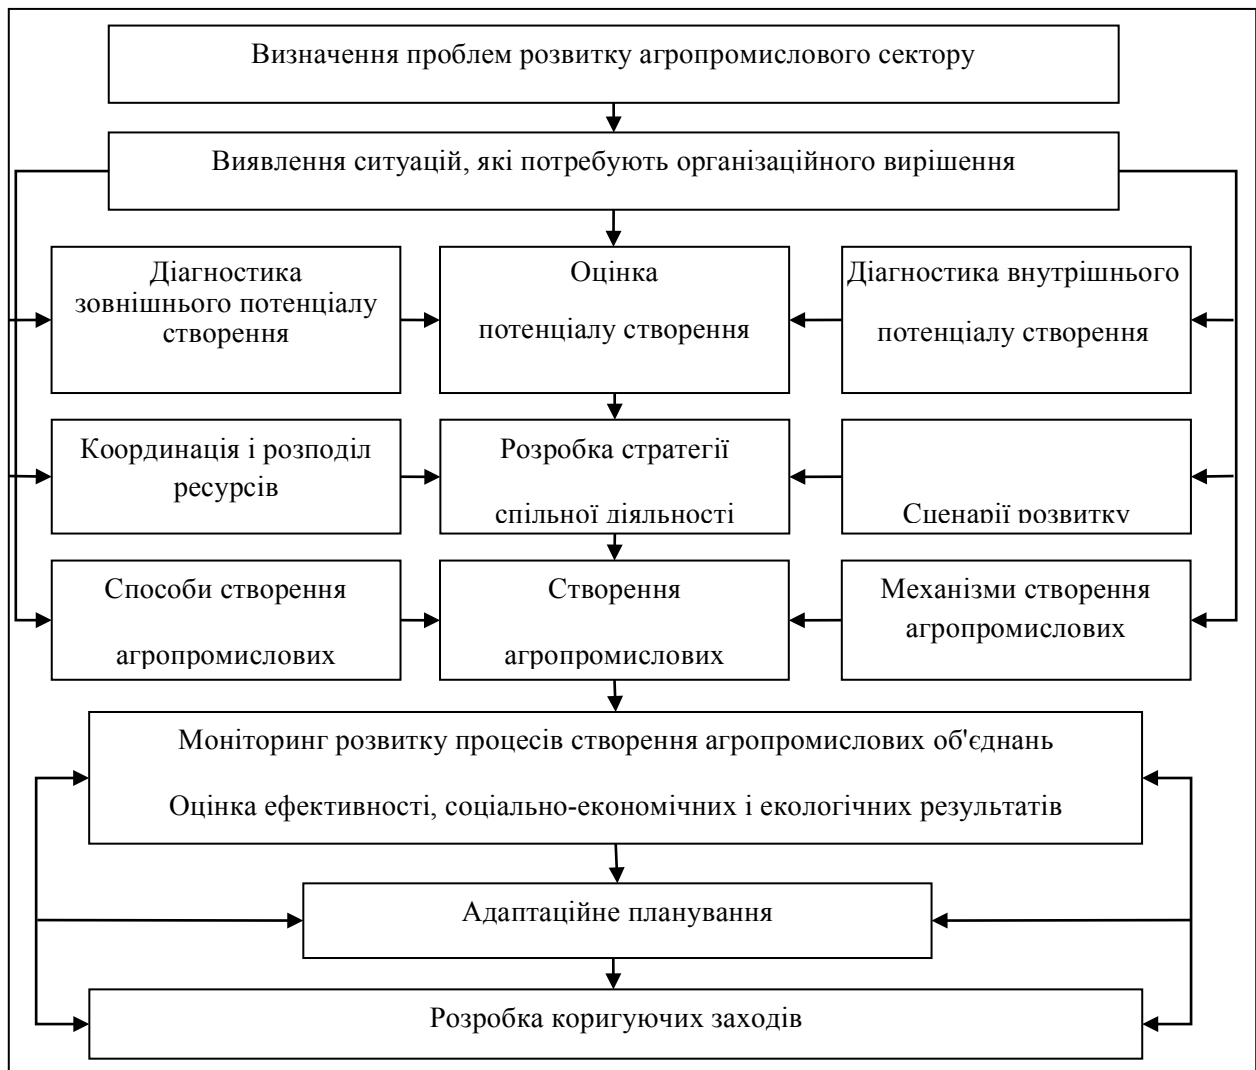 Визначення проблем розвитку агропромислового сектору
Виявлення ситуацій, які потребують організаційного вирішення
Діагностика
зовнішнього потенціалу
створення
Оцінка
потенціалу створення
Діагностика внутрішнього
потенціалу створення
Координація і розподіл
ресурсів
Розробка стратегії
спільної діяльності
Сценарії розвитку
Способи створення
агропромислових
Створення
агропромислових
Механізми створення
агропромислових
Моніторинг розвитку процесів створення агропромислових об'єднань
Оцінка ефективності, соціально-економічних і екологічних результатів
Адаптаційне планування
Розробка коригуючих заходів